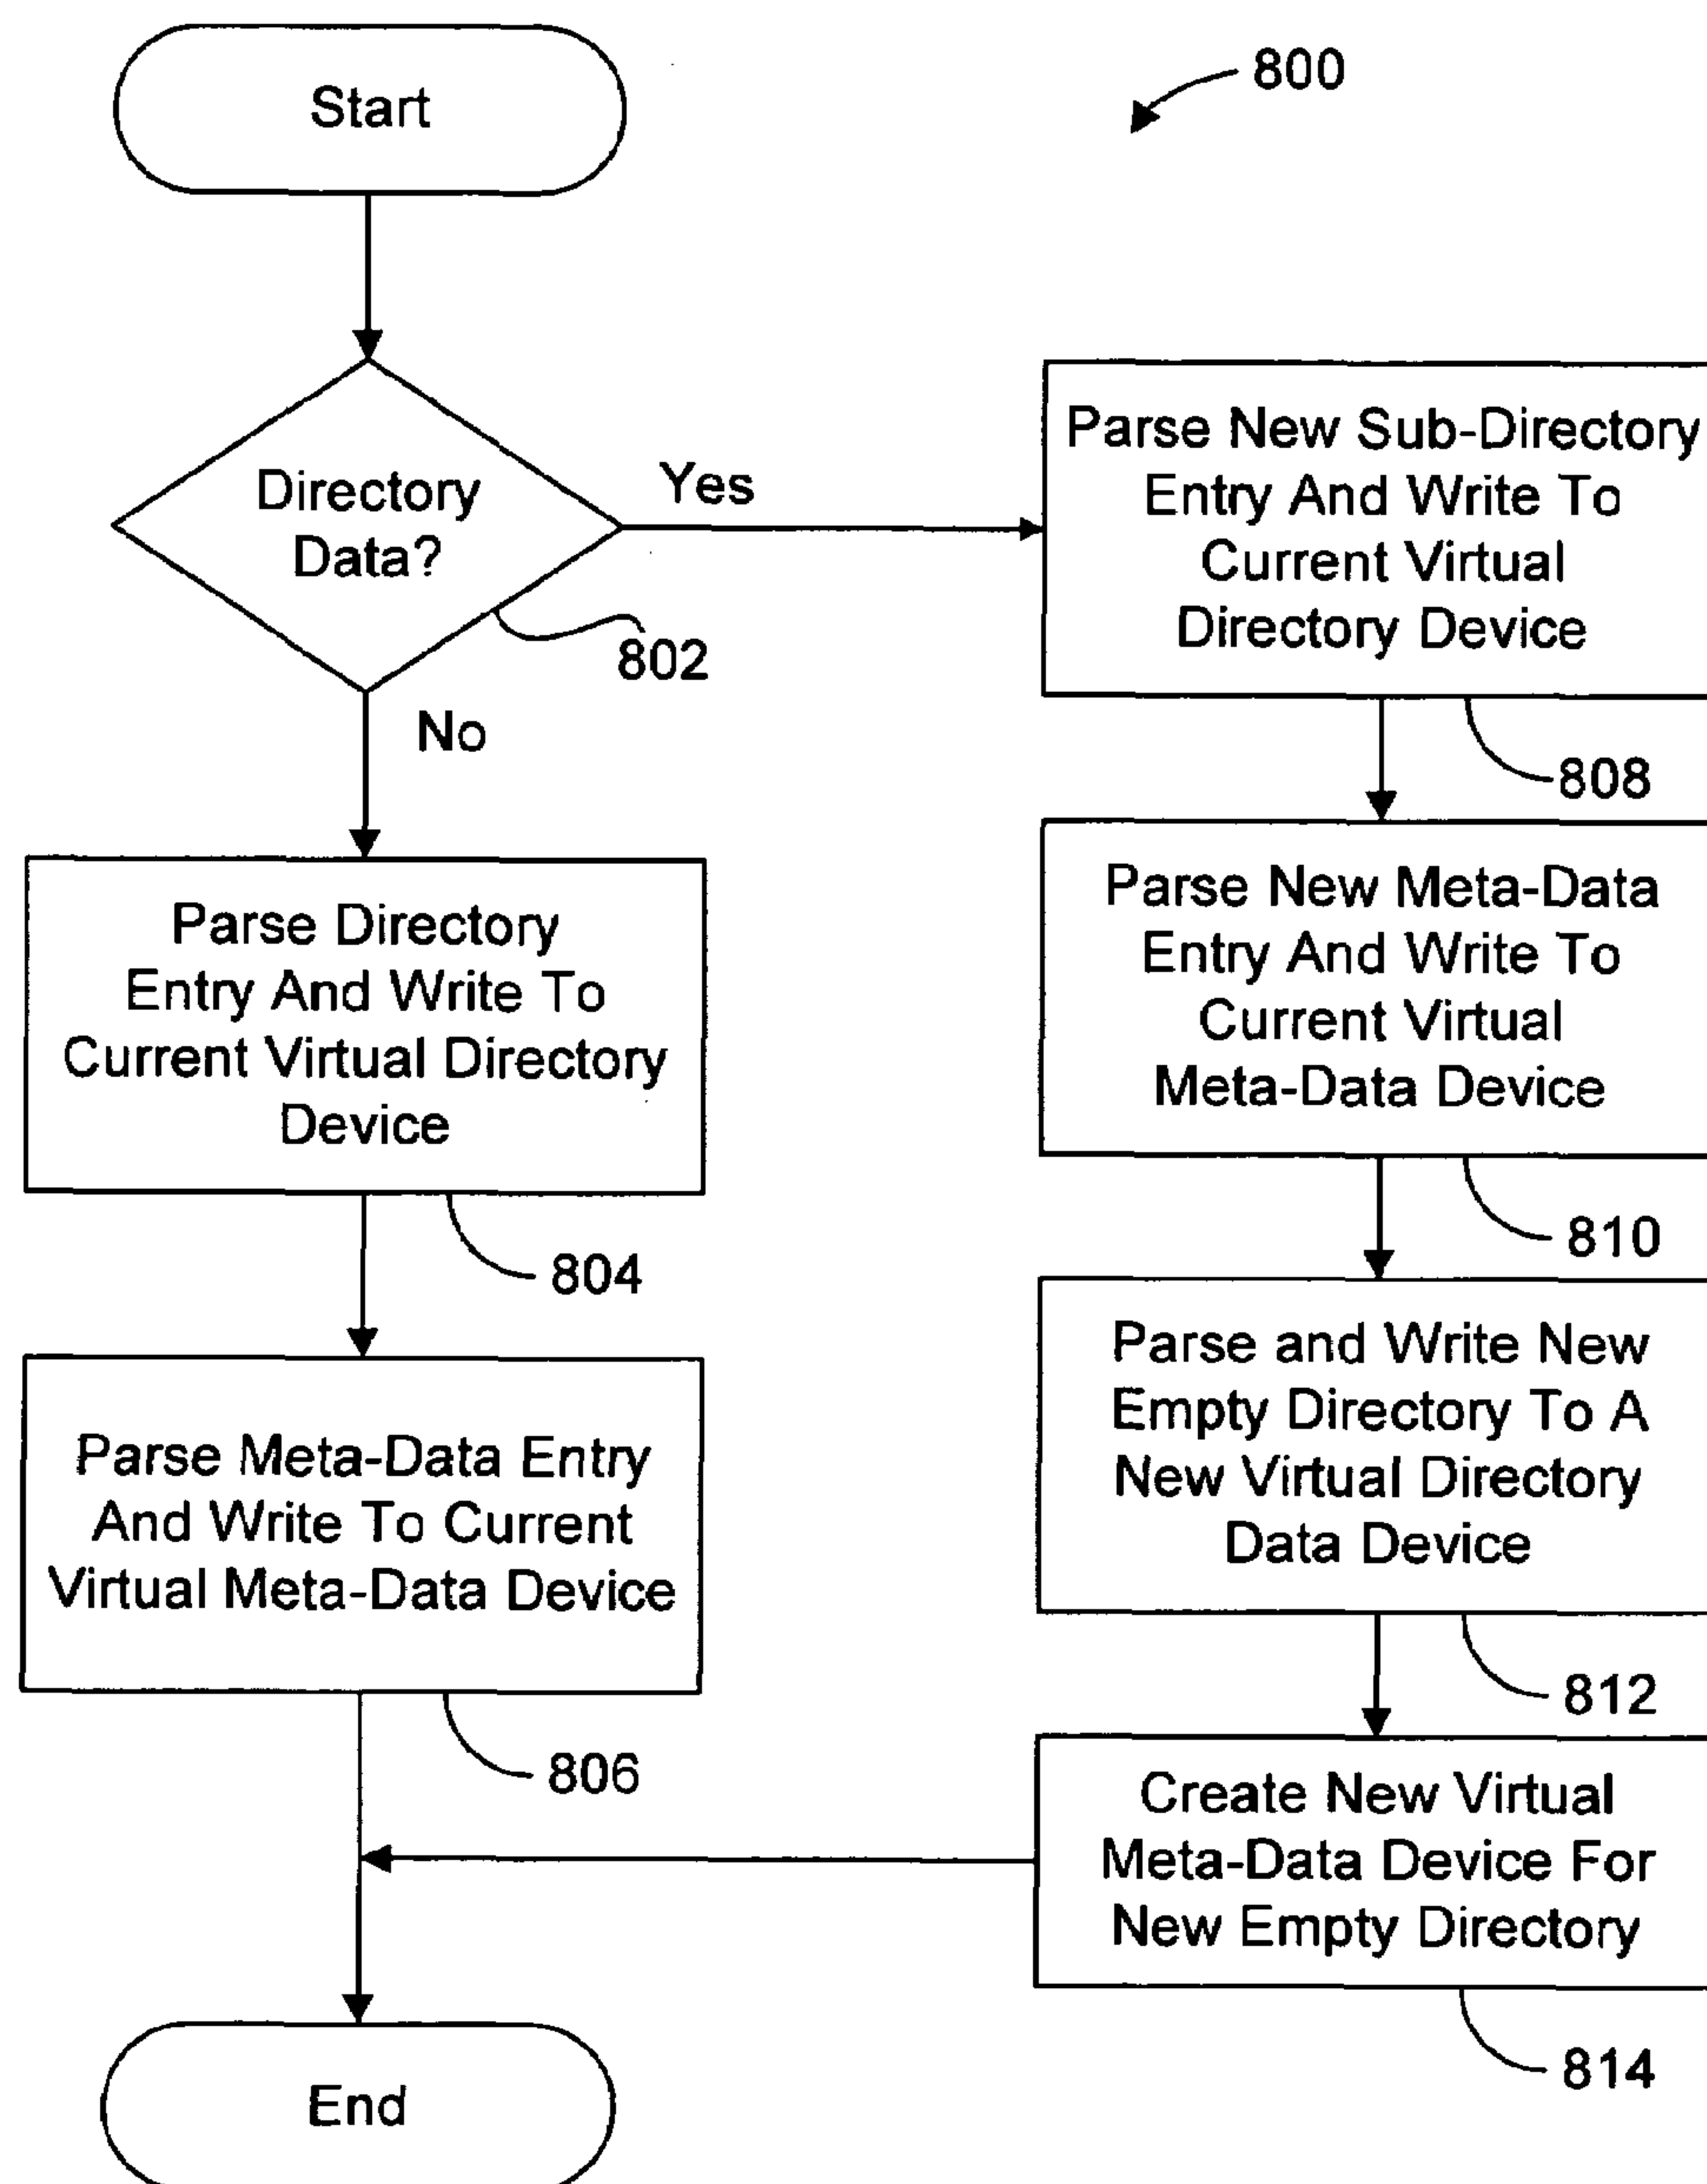 Start
800
Directory
Data?
Yes
802
No
Parse New Sub-Directory
Entry And Write To
Current Virtual
Directory Device
808
Parse Directory
Entry And Write To
Current Virtual Directory
Device
804
Parse New Meta-Data
Entry And Write To
Current Virtual
Meta-Data Device
810
Parse Meta-Data Entry
And Write To Current
Virtual Meta-Data Device
806
Parse and Write New
Empty Directory To A
New Virtual Directory
Data Device
812
Create New Virtual
Meta-Data Device For
New Empty Directory
814
End